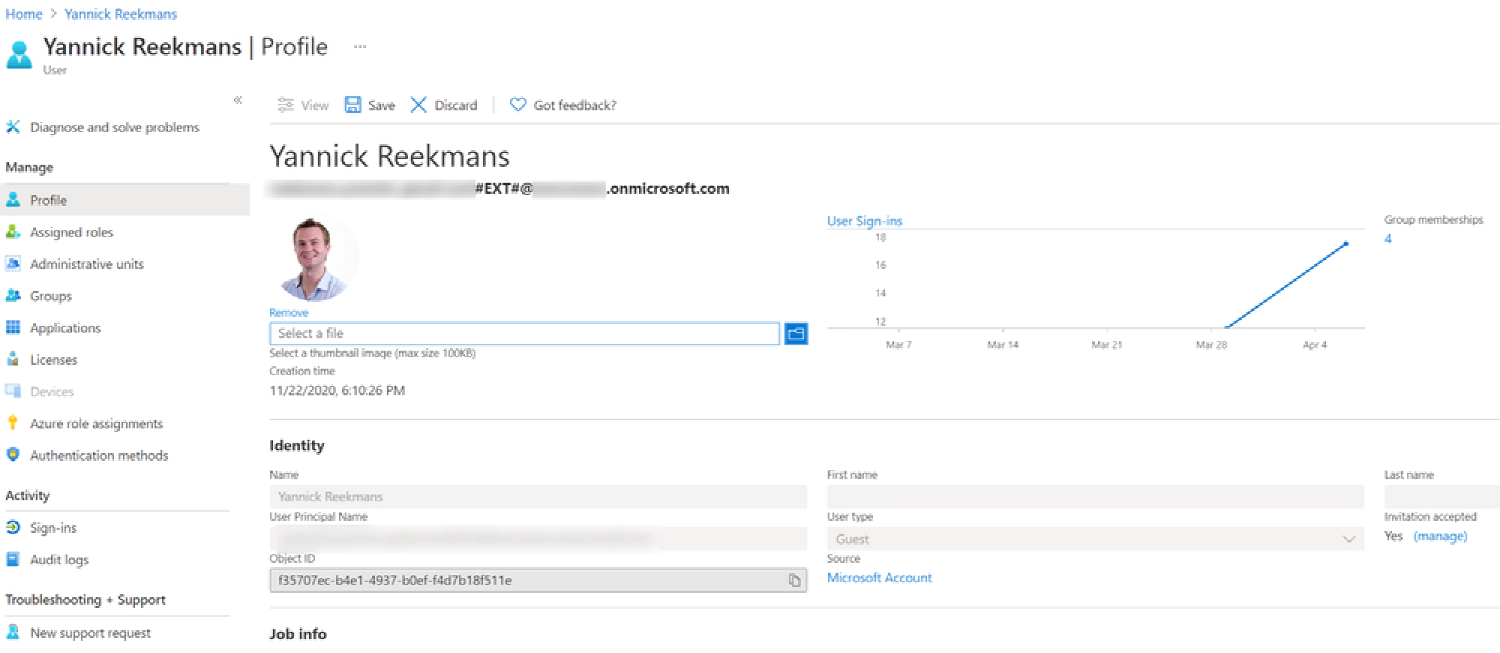 Home > Yannick Reekmans
Yannick Reekmans | Profile ...
User
«
Diagnose and solve problems
Manage
Profile
Assigned roles
Administrative units
Groups
Applications
Licenses
Devices
Azure role assignments
Authentication methods
Activity
Sign-ins
Audit logs
Troubleshooting + Support
New support request
View Save Discard | Got feedback?
Yannick Reekmans
#EXT#@ .onmicrosoft.com
Remove
Select a file
Select a thumbnail image (max size 100KB)
Creation time
11/22/2020, 6:10:26 PM
User Sign-ins
18
16
14
12
Mar 7 Mar 14 Mar 21 Mar 28 Apr 4
Group memberships
4
Identity
Name First name Last name
Yannick Reekmans
User Principal Name User type Invitation accepted
Guest Yes (manage)
Object ID Source
f35707ec-b4e1-4937-b0ef-f4d7b18f511e Microsoft Account
Job info